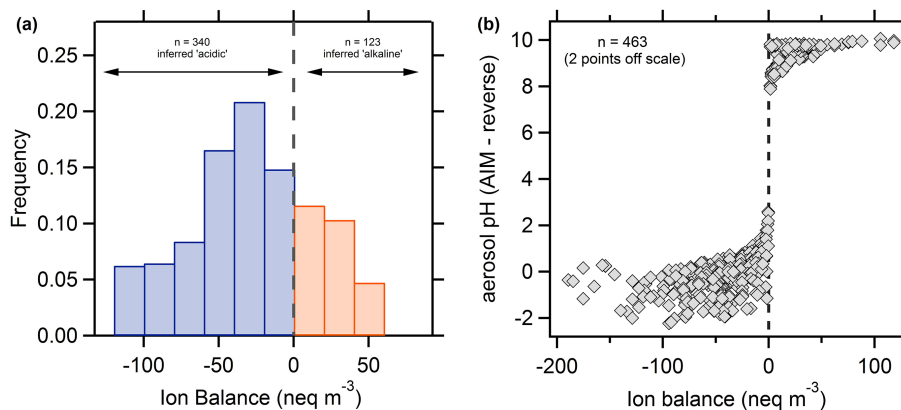 (a)
n = 340
inferred 'acidic'
n = 123
inferred 'alkaline'
0.25
0.20
0.15
0.10
0.05
0.00
Frequency
-100
-50
0
50
Ion Balance (neq m⁻³)
(b)
n = 463
(2 points off scale)
10
8
6
4
2
0
-2
aerosol pH (AIM - reverse)
-200
-100
0
100
Ion balance (neq m⁻³)